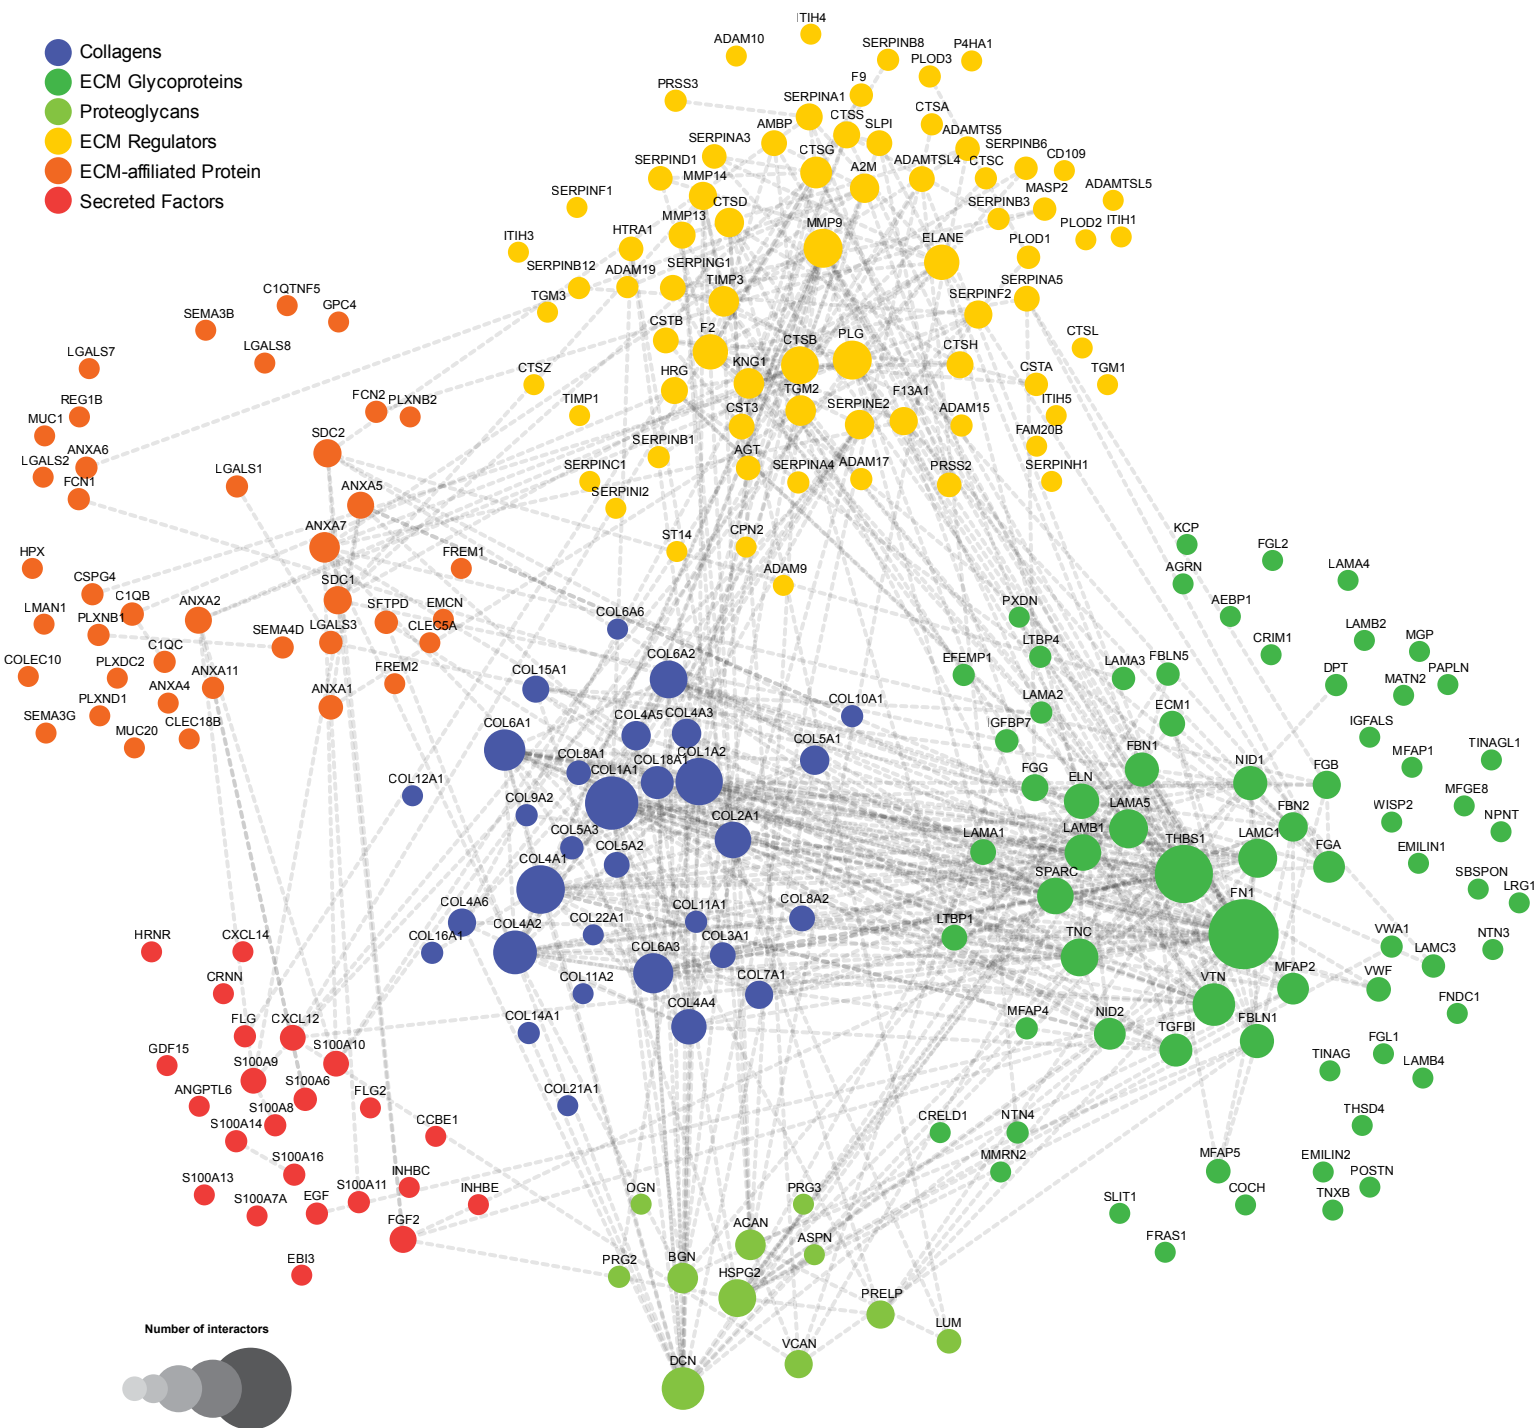 Collagens
ECM Glycoproteins
Proteoglycans
ECM Regulators
ECM-affiliated Protein
Secreted Factors
ITIH4
ADAM10
SERPINB8
P4HA1
PLOD3
PRSS3
F9
SERPINA1
CTSA
CTSS
SLPI
AMBP
ADAMTS5
SERPINA3
SERPINB6
CTSG
A2M
ADAMTSL4
CTSC
CD109
SERPIND1
MMP14
MASP2
ADAMTSL5
SERPINF1
CTSD
SERPINB3
MMP13
MMP9
PLOD2
ITIH1
ITIH3
HTRA1
ELANE
PLOD1
SERPINB12
ADAM19
SERPING1
TIMP3
SERPINA5
TGM3
SERPINF2
CSTB
F2
CTSB
PLG
CTSH
CTSL
CTSZ
HRG
KNG1
TGM2
F13A1
CSTA
TGM1
TIMP1
CST3
SERPINE2
ADAM15
ITIH5
FAM20B
SERPINB1
AGT
SERPINC1
SERPINA4
ADAM17
PRSS2
SERPINH1
SERPINI2
ST14
CPN2
ADAM9
C1QTNF5
SEMA3B
GPC4
LGALS7
LGALS8
REG1B
FCN2
PLXNB2
MUC1
SDC2
ANXA6
LGALS2
FCN1
LGALS1
ANXA5
ANXA7
HPX
FREM1
CSPG4
SDC1
C1QB
ANXA2
LMAN1
PLXNB1
SFTPD
EMCN
SEMA4D
LGALS3
CLEC5A
C1QC
COLEC10
PLXDC2
ANXA11
FREM2
ANXA4
ANXA1
PLXND1
SEMA3G
MUC20
CLEC18B
COL6A6
COL15A1
COL6A2
COL10A1
COL6A1
COL4A5
COL4A3
COL5A1
COL8A1
COL18A1
COL1A2
COL12A1
COL1A1
COL9A2
COL2A1
COL5A3
COL5A2
COL4A1
COL4A6
COL11A1
COL8A2
COL4A2
COL22A1
COL16A1
COL6A3
COL3A1
COL11A2
COL7A1
COL14A1
COL4A4
COL21A1
KCP
FGL2
AGRN
LAMA4
PXDN
AEBP1
LTBP4
LAMB2
MGP
EFEMP1
LAMA3
FBLN5
CRIM1
DPT
MATN2
PAPLN
LAMA2
ECM1
IGFBP7
IGFALS
FBN1
NID1
MFAP1
TINAGL1
FGG
ELN
FGB
LAMA5
FBN2
WISP2
MFGE8
LAMA1
LAMB1
THBS1
LAMC1
FGA
NPNT
EMILIN1
SPARC
SBSPON
LRG1
FN1
LTBP1
TNC
VWA1
LAMC3
NTN3
VTN
MFAP2
VWF
MFAP4
NID2
FNDC1
TGFBI
FBLN1
FGL1
TINAG
LAMB4
CRELD1
NTN4
THSD4
MMRN2
MFAP5
EMILIN2
POSTN
SLIT1
COCH
TNXB
FRAS1
HRNR
CXCL14
CRNN
FLG
CXCL12
GDF15
S100A9
S100A10
ANGPTL6
S100A6
FLG2
S100A14
S100A8
CCBE1
S100A16
S100A13
S100A7A
EGF
S100A11
INHBC
INHBE
FGF2
EBI3
OGN
PRG3
ACAN
ASPN
PRG2
BGN
HSPG2
PRELP
LUM
VCAN
DCN
Number of interactors